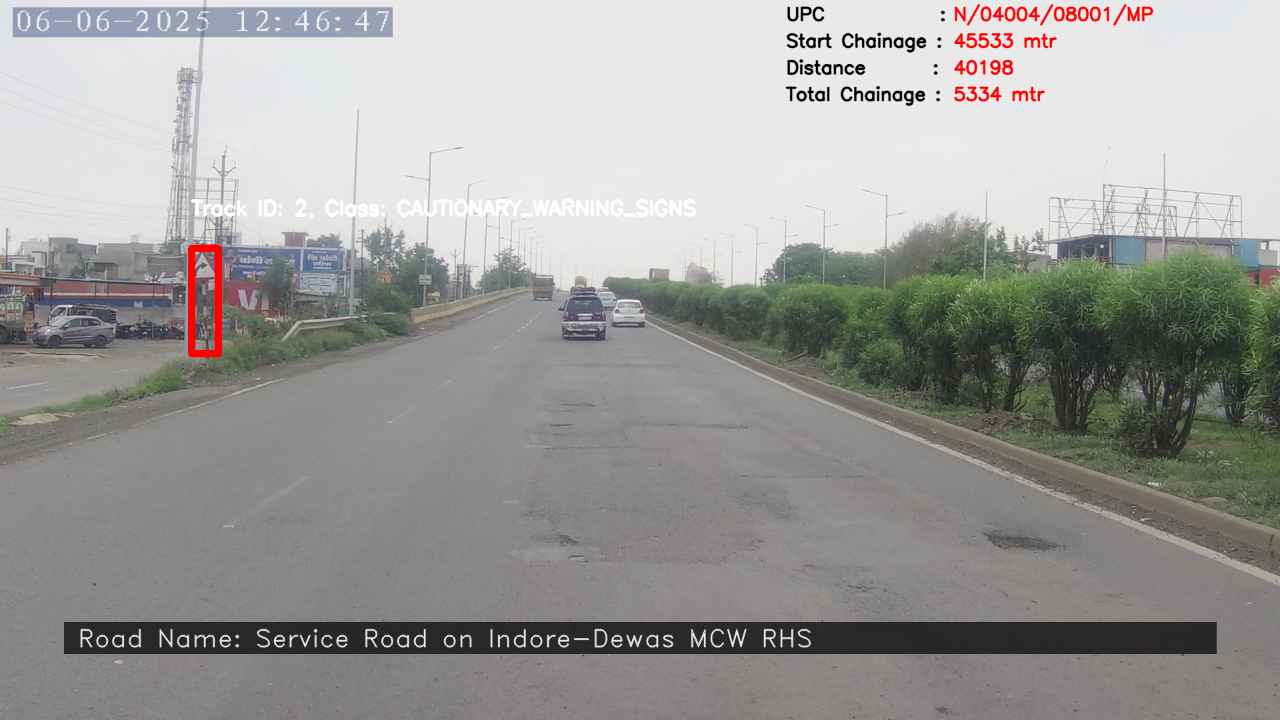 06-06-2025 12:46:47
UPC : N/04004/08001/MP
Start Chainage : 45533 mtr
Distance : 40198
Total Chainage : 5334 mtr
Track ID: 2, Class: CAUTIONARY_WARNING_SIGNS
Road Name: Service Road on Indore-Dewas MCW RHS